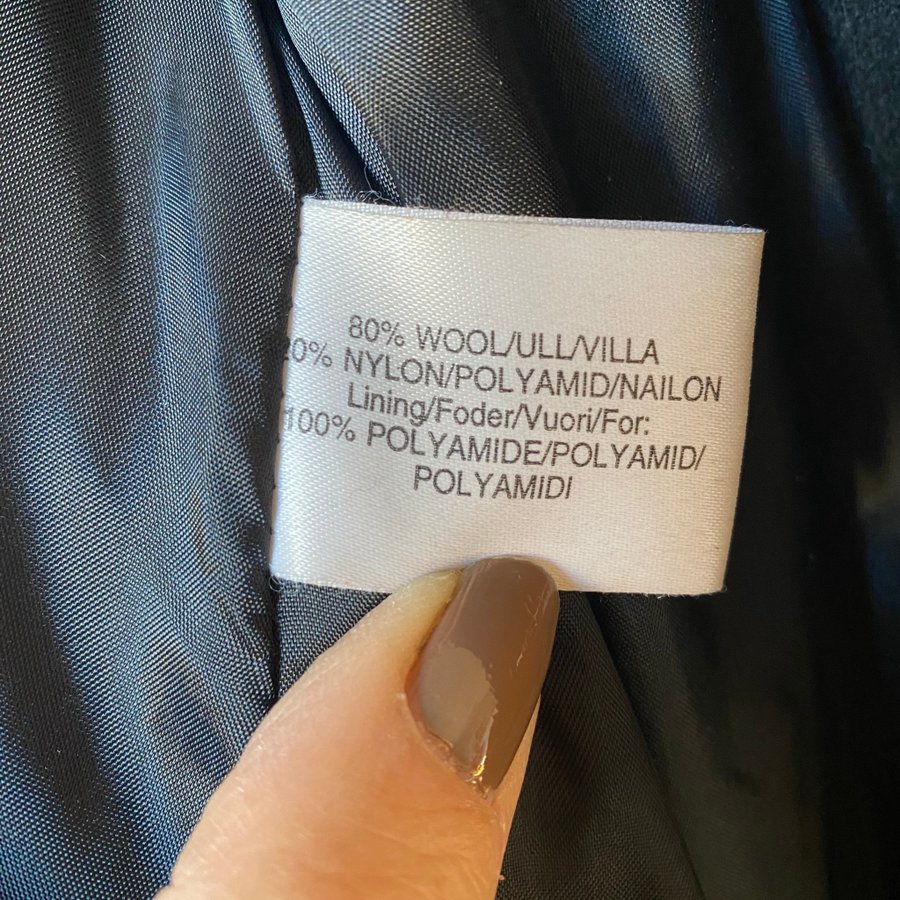 80% WOOL/ULL/VILLA
20% NYLON/POLYAMID/NAILON
Lining/Foder/Vuori/For:
100% POLYAMIDE/POLYAMID/
POLYAMIDI